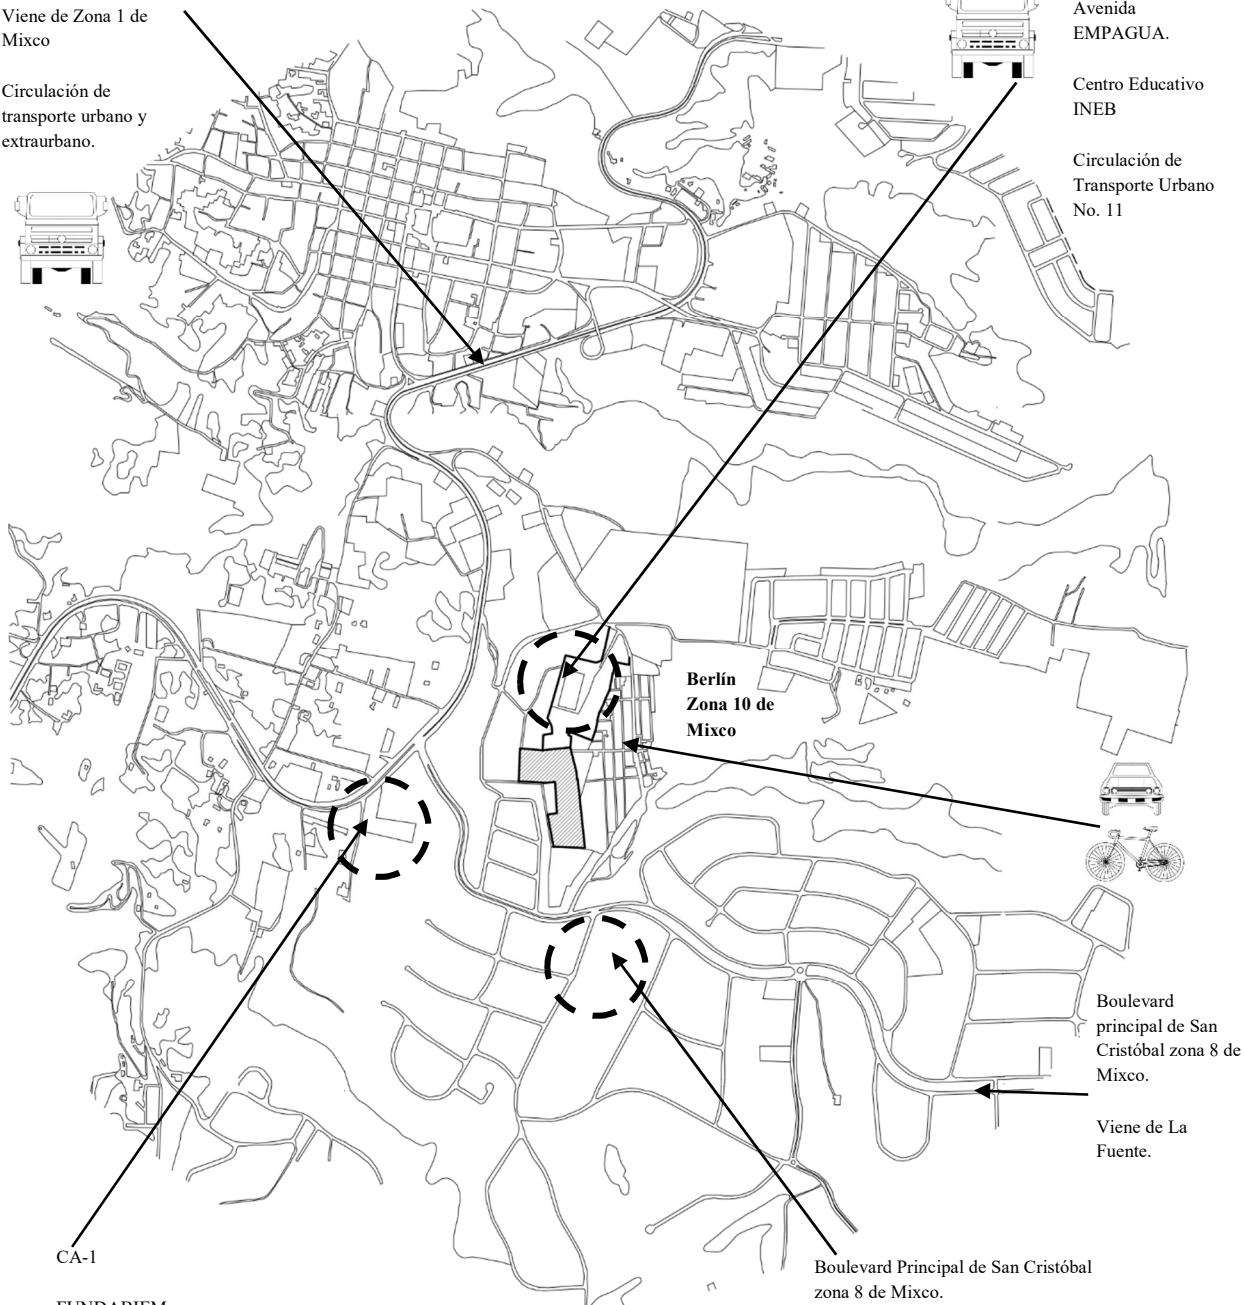 Viene de Zona 1 de
Mixco
Circulación de
transporte urbano y
extraurbano.
Avenida
EMPAGUA.
Centro Educativo
INEB
Circulación de
Transporte Urbano
No. 11
Berlín
Zona 10 de
Mixco
Boulevard
principal de San
Cristóbal zona 8 de
Mixco.
Viene de La
Fuente.
CA-1
Boulevard Principal de San Cristóbal
zona 8 de Mixco.